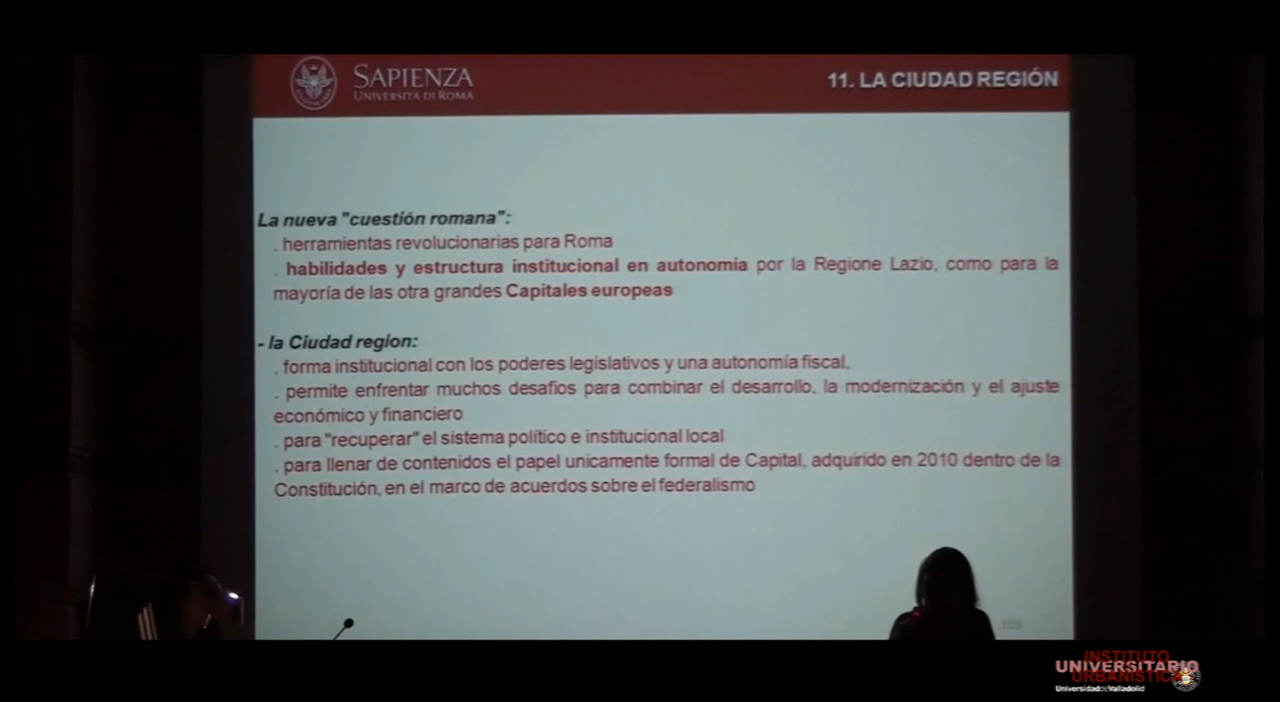 SAPIENZA
UNIVERSITÀ DI ROMA
11. LA CIUDAD REGIÓN
La nueva "cuestión romana":
. herramientas revolucionarias para Roma
. habilidades y estructura institucional en autonomia por la Regione Lazio, como para la
mayoría de las otra grandes Capitales europeas
- la Ciudad region:
. forma institucional con los poderes legislativos y una autonomía fiscal,
. permite enfrentar muchos desafíos para combinar el desarrollo, la modernización y el ajuste
económico y financiero
. para "recuperar" el sistema político e institucional local
. para llenar de contenidos el papel unicamente formal de Capital, adquirido en 2010 dentro de la
Constitución, en el marco de acuerdos sobre el federalismo
INSTITUTO
UNIVERSITARIO
URBANÍSTICA
Universidad de Valladolid